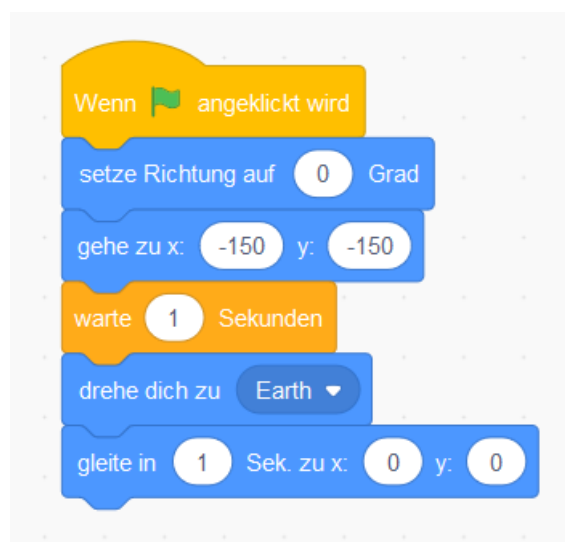 Wenn angeklickt wird
setze Richtung auf 0 Grad
gehe zu x: -150 y: -150
warte 1 Sekunden
drehe dich zu Earth
gleite in 1 Sek. zu x: 0 y: 0